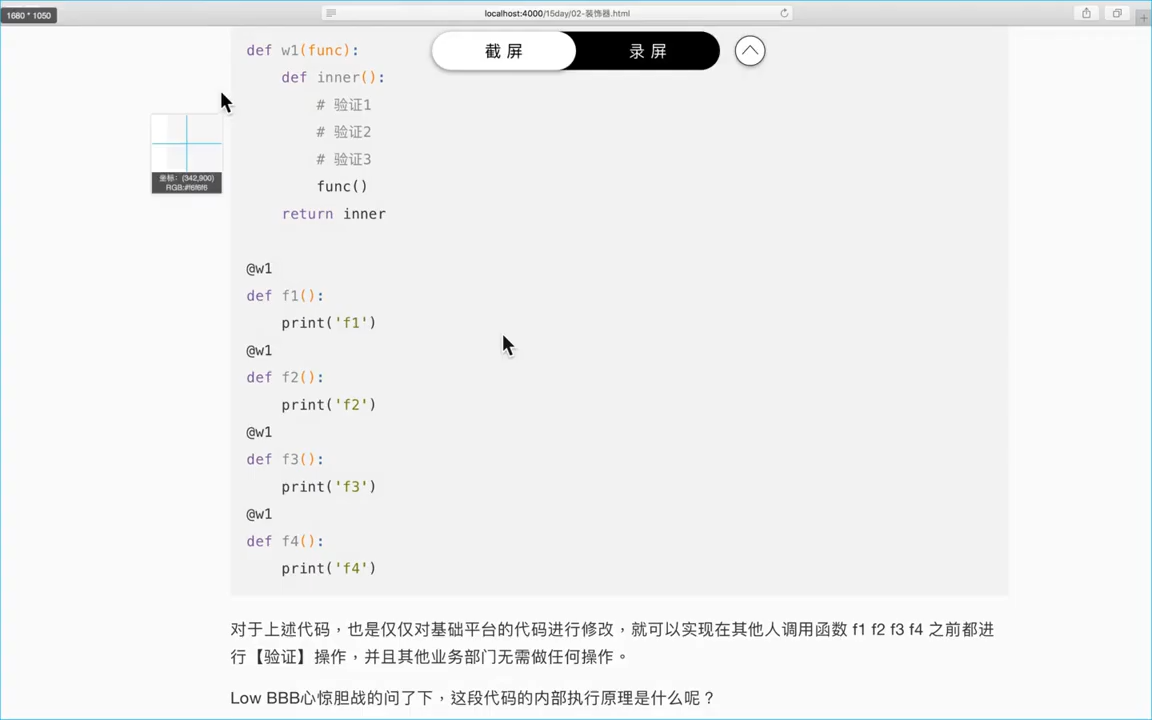 1680 * 1050
localhost:4000/15day/02-装饰器.html
截屏
录屏
def w1(func):
    def inner():
        # 验证1
        # 验证2
        # 验证3
        func()
    return inner
坐标: (342,900)
RGB:#f6f6f6
@w1
def f1():
    print('f1')
@w1
def f2():
    print('f2')
@w1
def f3():
    print('f3')
@w1
def f4():
    print('f4')
对于上述代码，也是仅仅对基础平台的代码进行修改，就可以实现在其他人调用函数 f1 f2 f3 f4 之前都进
行【验证】操作，并且其他业务部门无需做任何操作。
Low BBB心惊胆战的问了下，这段代码的内部执行原理是什么呢？